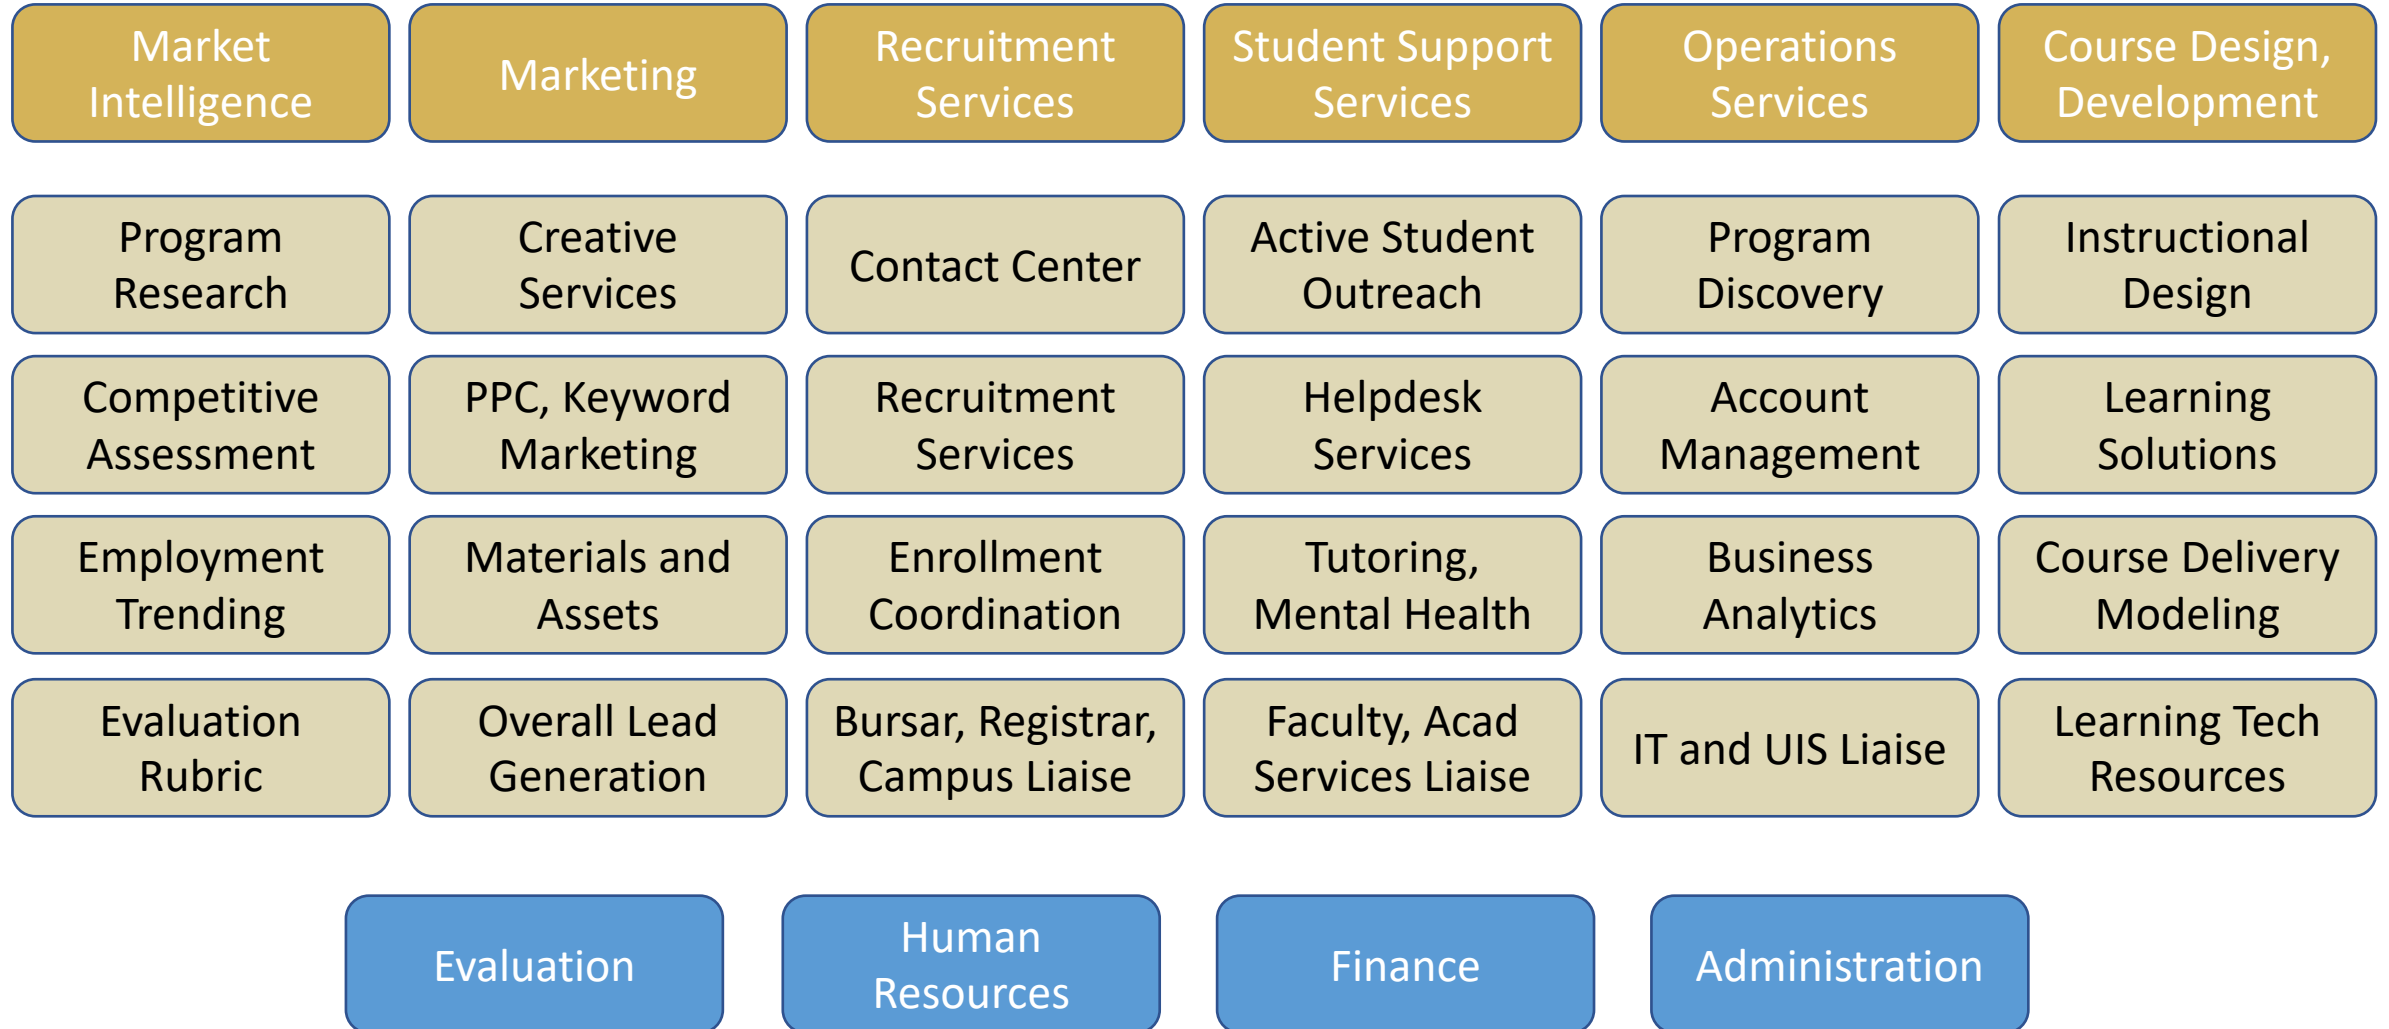 Market
Intelligence
Marketing
Recruitment
Services
Student Support
Services
Operations
Services
Course Design,
Development
Program
Research
Creative
Services
Contact Center
Active Student
Outreach
Program
Discovery
Instructional
Design
Competitive
Assessment
PPC, Keyword
Marketing
Recruitment
Services
Helpdesk
Services
Account
Management
Learning
Solutions
Employment
Trending
Materials and
Assets
Enrollment
Coordination
Tutoring,
Mental Health
Business
Analytics
Course Delivery
Modeling
Evaluation
Rubric
Overall Lead
Generation
Bursar, Registrar,
Campus Liaise
Faculty, Acad
Services Liaise
IT and UIS Liaise
Learning Tech
Resources
Evaluation
Human
Resources
Finance
Administration